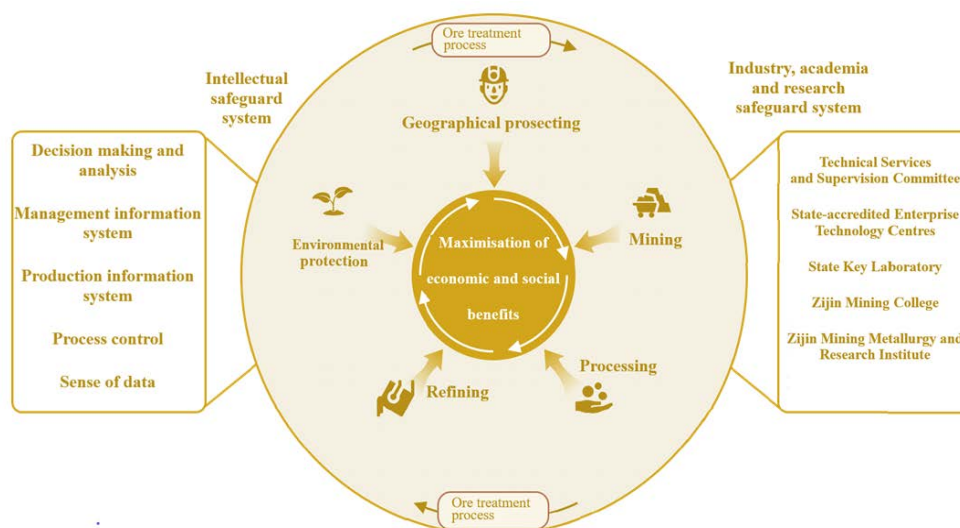 Ore treatment
process
Intellectual
safeguard
system
Industry, academia
and research
safeguard system
Decision making and
analysis
Management information
system
Production information
system
Process control
Sense of data
Geographical prosecting
Environmental
protection
Mining
Maximisation of
economic and social
benefits
Refining
Processing
Technical Services
and Supervision Committee
State-accredited Enterprise
Technology Centres
State Key Laboratory
Zijin Mining College
Zijin Mining Metallurgy and
Research Institute
Ore treatment
process